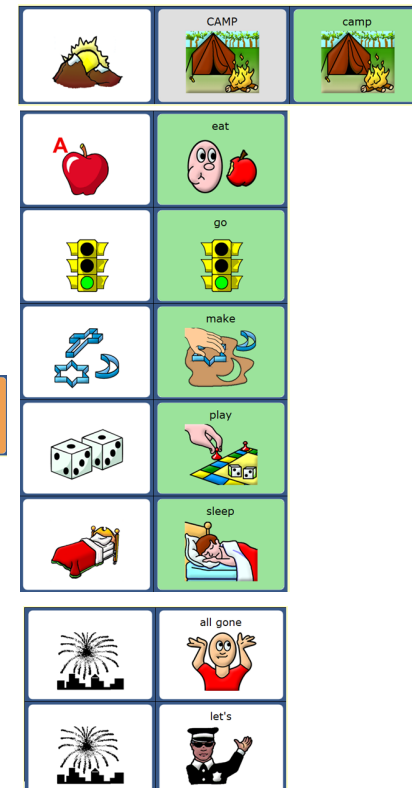 CAMP camp
A
eat
go
make
play
sleep
all gone
let's